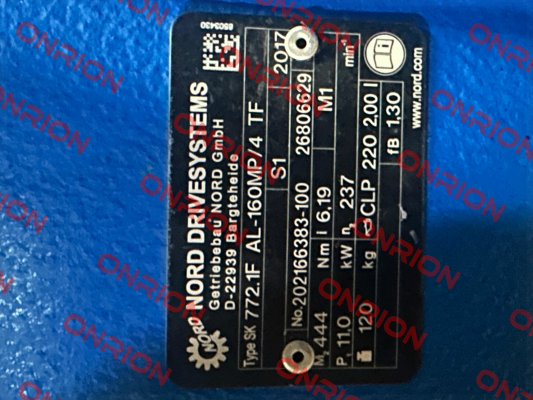 NORD
NORD DRIVESYSTEMS
Getriebebau NORD GmbH
D-22939 Bargteheide
8503430
Type SK 772.1F AL-160MP/4 TF
S1 2017
No. 202166383-100 26806629
M₂ 444 Nm i 6,19 M1
P₁ 11.0 kW n₂ 237 min⁻¹
120 kg CLP 220 2,00 l
fB 1,30
www.nord.com
ONRION